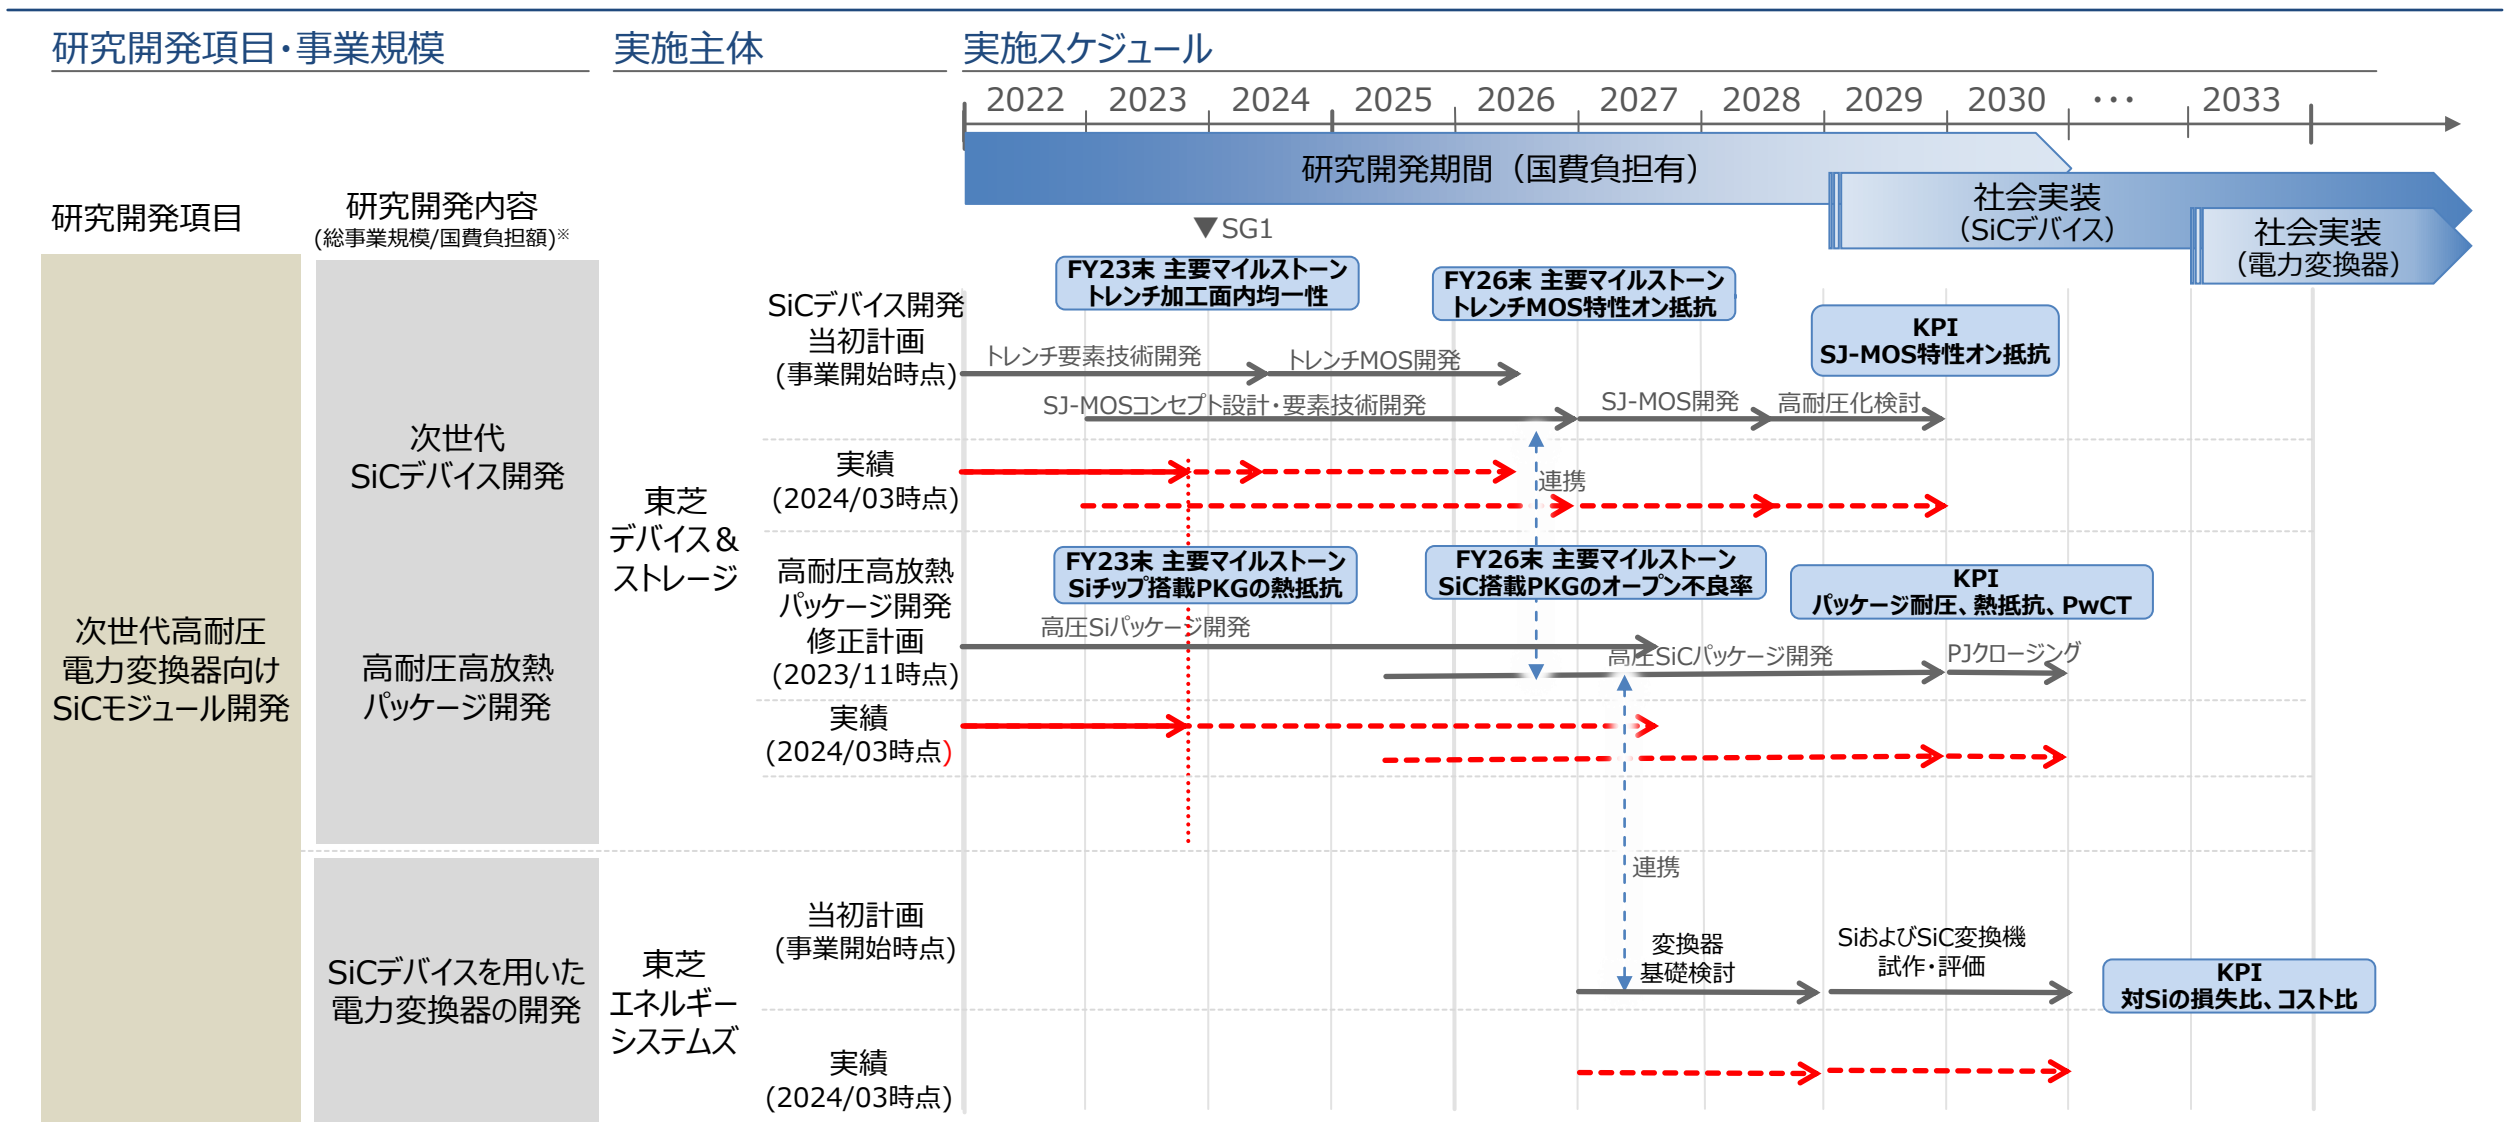 研究開発項目・事業規模
実施主体
実施スケジュール
2022
2023
2024
2025
2026
2027
2028
2029
2030
・・・
2033
研究開発期間（国費負担有）
社会実装
（SiCデバイス）
社会実装
（電力変換器）
▼SG1
研究開発項目
研究開発内容
(総事業規模/国費負担額)※
次世代高耐圧
電力変換器向け
SiCモジュール開発
次世代
SiCデバイス開発
高耐圧高放熱
パッケージ開発
SiCデバイスを用いた
電力変換器の開発
東芝
デバイス＆
ストレージ
東芝
エネルギー
システムズ
SiCデバイス開発
当初計画
(事業開始時点)
FY23末 主要マイルストーン
トレンチ加工面内均一性
FY26末 主要マイルストーン
トレンチMOS特性オン抵抗
KPI
SJ-MOS特性オン抵抗
トレンチ要素技術開発
トレンチMOS開発
SJ-MOSコンセプト設計・要素技術開発
SJ-MOS開発
高耐圧化検討
実績
(2024/03時点)
連携
高耐圧高放熱
パッケージ開発
修正計画
(2023/11時点)
FY23末 主要マイルストーン
Siチップ搭載PKGの熱抵抗
FY26末 主要マイルストーン
SiC搭載PKGのオープン不良率
KPI
パッケージ耐圧、熱抵抗、PwCT
高圧Siパッケージ開発
高圧SiCパッケージ開発
PJクロージング
実績
(2024/03時点)
連携
当初計画
(事業開始時点)
変換器
基礎検討
SiおよびSiC変換機
試作・評価
KPI
対Siの損失比、コスト比
実績
(2024/03時点)